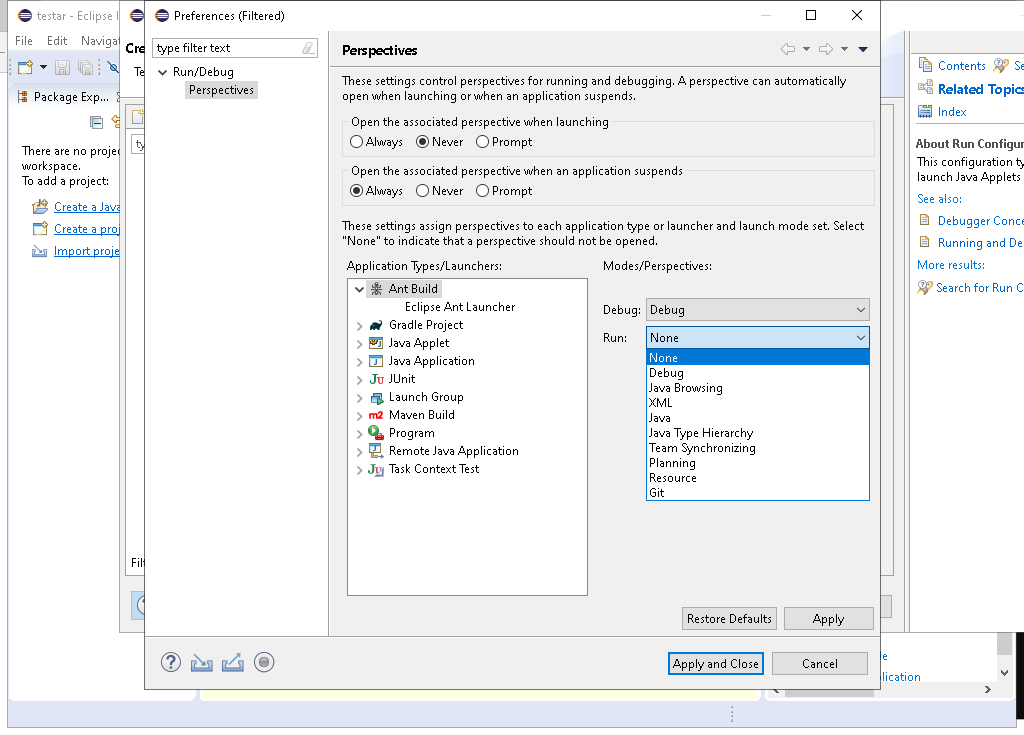 testar - Eclipse I
Preferences (Filtered)
File Edit Naviga
Cre
type filter text
Perspectives
Te
Run/Debug
Perspectives
These settings control perspectives for running and debugging. A perspective can automatically
open when launching or when an application suspends.
Contents
Se
Related Topics
Package Exp...
Index
Open the associated perspective when launching
Always Never Prompt
ty
About Run Configur
There are no projec
workspace.
To add a project:
This configuration ty
launch Java Applets
Open the associated perspective when an application suspends
Always Never Prompt
See also:
Create a Java
Create a proj
Import proje
Debugger Conce
Running and De
More results:
Search for Run C
These settings assign perspectives to each application type or launcher and launch mode set. Select
"None" to indicate that a perspective should not be opened.
Application Types/Launchers:
Modes/Perspectives:
Ant Build
Eclipse Ant Launcher
Gradle Project
Java Applet
Java Application
JUnit
Launch Group
Maven Build
Program
Remote Java Application
Task Context Test
Debug: Debug
Run: None
None
Debug
Java Browsing
XML
Java
Java Type Hierarchy
Team Synchronizing
Planning
Resource
Git
Filt
Restore Defaults Apply
Apply and Close Cancel
le
lication